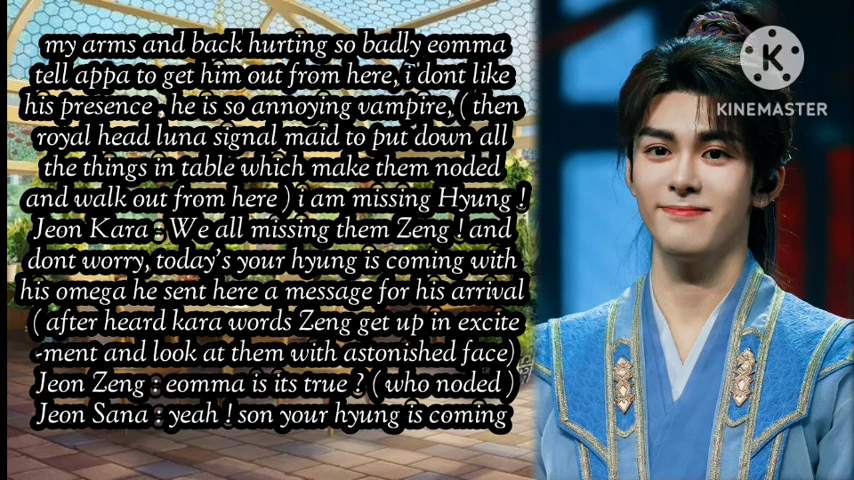 my arms and back hurting so badly eomma
tell appa to get him out from here, i dont like
his presence , he is so annoying vampire, ( then
royal head luna signal maid to put down all
the things in table which make them noded
and walk out from here ) i am missing Hyung !
Jeon Kara : We all missing them Zeng ! and
dont worry, today's your hyung is coming with
his omega he sent here a message for his arrival
( after heard kara words Zeng get up in excite
-ment and look at them with astonished face)
Jeon Zeng : eomma is its true ? ( who noded )
Jeon Sana : yeah ! son your hyung is coming
K
KINEMASTER